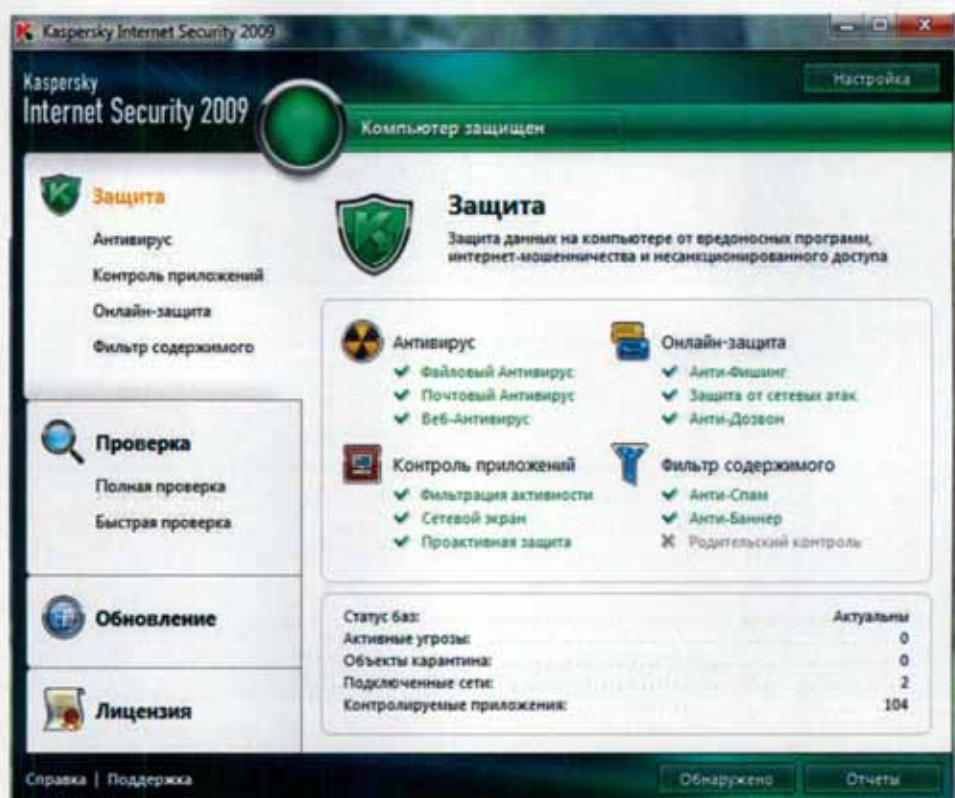 Kaspersky Internet Security 2009
Kaspersky
Internet Security 2009
Настройка
Компьютер защищен
Защита
Антивирус
Контроль приложений
Онлайн-защита
Фильтр содержимого
Проверка
Полная проверка
Быстрая проверка
Обновление
Лицензия
Защита
Защита данных на компьютере от вредоносных программ,
интернет-мошенничества и несанкционированного доступа
Антивирус
Файловый Антивирус
Почтовый Антивирус
Веб-Антивирус
Онлайн-защита
Анти-Фишинг
Защита от сетевых атак
Анти-Дозвон
Контроль приложений
Фильтрация активности
Сетевой экран
Проактивная защита
Фильтр содержимого
Анти-Спам
Анти-Баннер
Родительский контроль
Статус баз: Актуальны
Активные угрозы: 0
Объекты карантина: 0
Подключенные сети: 2
Контролируемые приложения: 104
Справка | Поддержка
Обнаружено
Отчеты